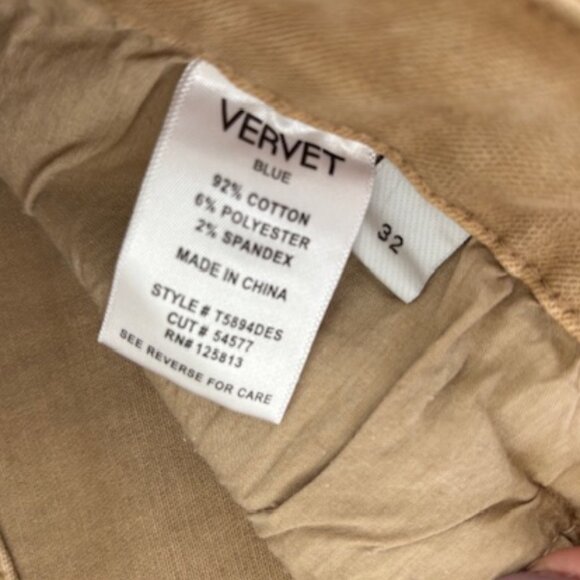 VERVET
BLUE
92% COTTON
6% POLYESTER
2% SPANDEX
MADE IN CHINA
STYLE # T5894DES
CUT # 54577
RN# 125813
SEE REVERSE FOR CARE
32